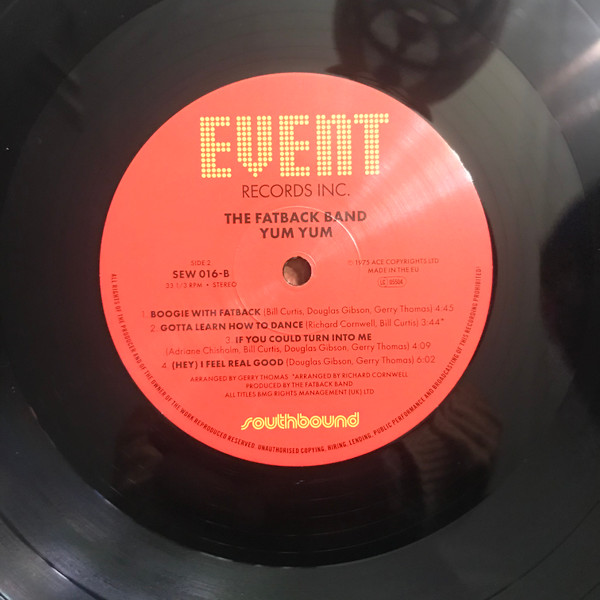 EVENT
RECORDS INC.
THE FATBACK BAND
YUM YUM
SIDE 2
SEW 016-B
33 1/3 RPM • STEREO
℗ 1975 ACE COPYRIGHTS LTD
MADE IN THE EU
1. BOOGIE WITH FATBACK (Bill Curtis, Douglas Gibson, Gerry Thomas) 4:45
2. GOTTA LEARN HOW TO DANCE (Richard Cornwell, Bill Curtis) 3:44*
3. IF YOU COULD TURN INTO ME
(Adriane Chisholm, Bill Curtis, Douglas Gibson, Gerry Thomas) 4:09
4. (HEY) I FEEL REAL GOOD (Douglas Gibson, Gerry Thomas) 6:02
ARRANGED BY GERRY THOMAS *ARRANGED BY RICHARD CORNWELL
PRODUCED BY THE FATBACK BAND
ALL TITLES BMG RIGHTS MANAGEMENT (UK) LTD
southbound
ALL RIGHTS OF THE PRODUCER AND OF THE OWNER OF THE WORK REPRODUCED RESERVED. UNAUTHORISED COPYING, HIRING, LENDING, PUBLIC PERFORMANCE AND BROADCASTING OF THIS RECORDING PROHIBITED.